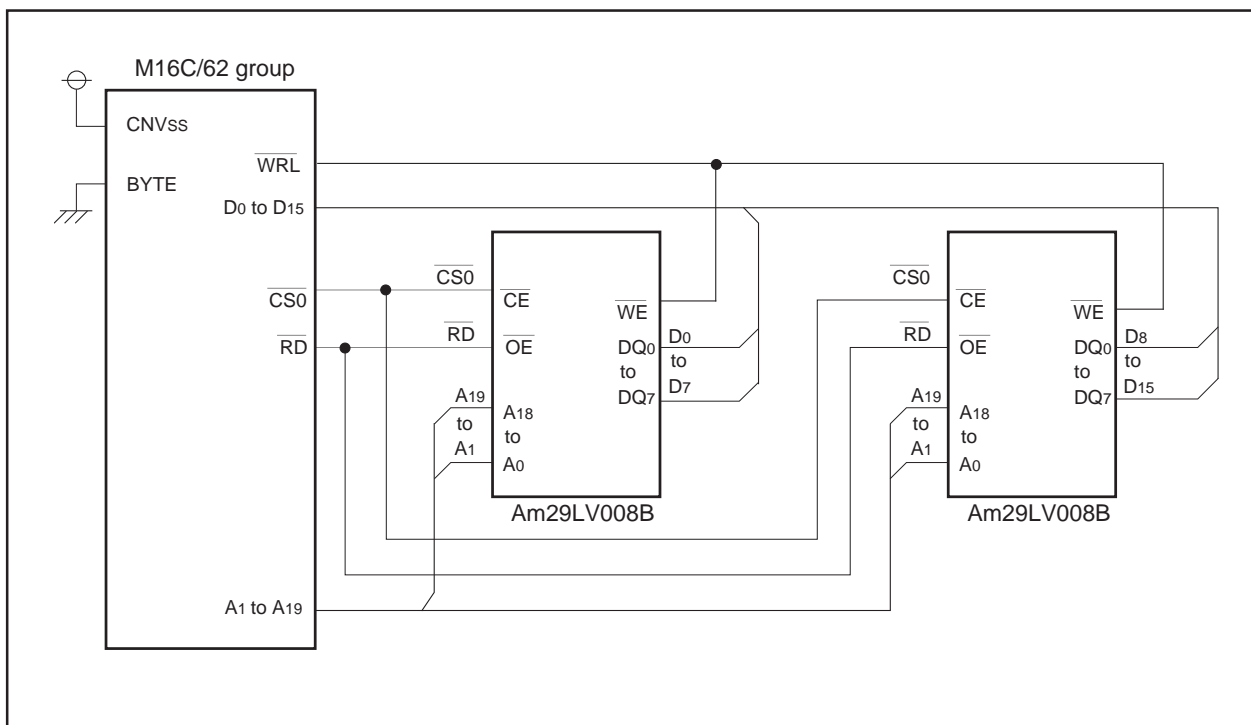 M16C/62 group
CNVSS
BYTE
WRL
D0 to D15
CS0
RD
A1 to A19
CS0
RD
A19
to
A1
CE
OE
A18
to
A0
WE
DQ0
to
DQ7
D0
to
D7
Am29LV008B
CS0
RD
A19
to
A1
CE
OE
A18
to
A0
WE
DQ0
to
DQ7
D8
to
D15
Am29LV008B